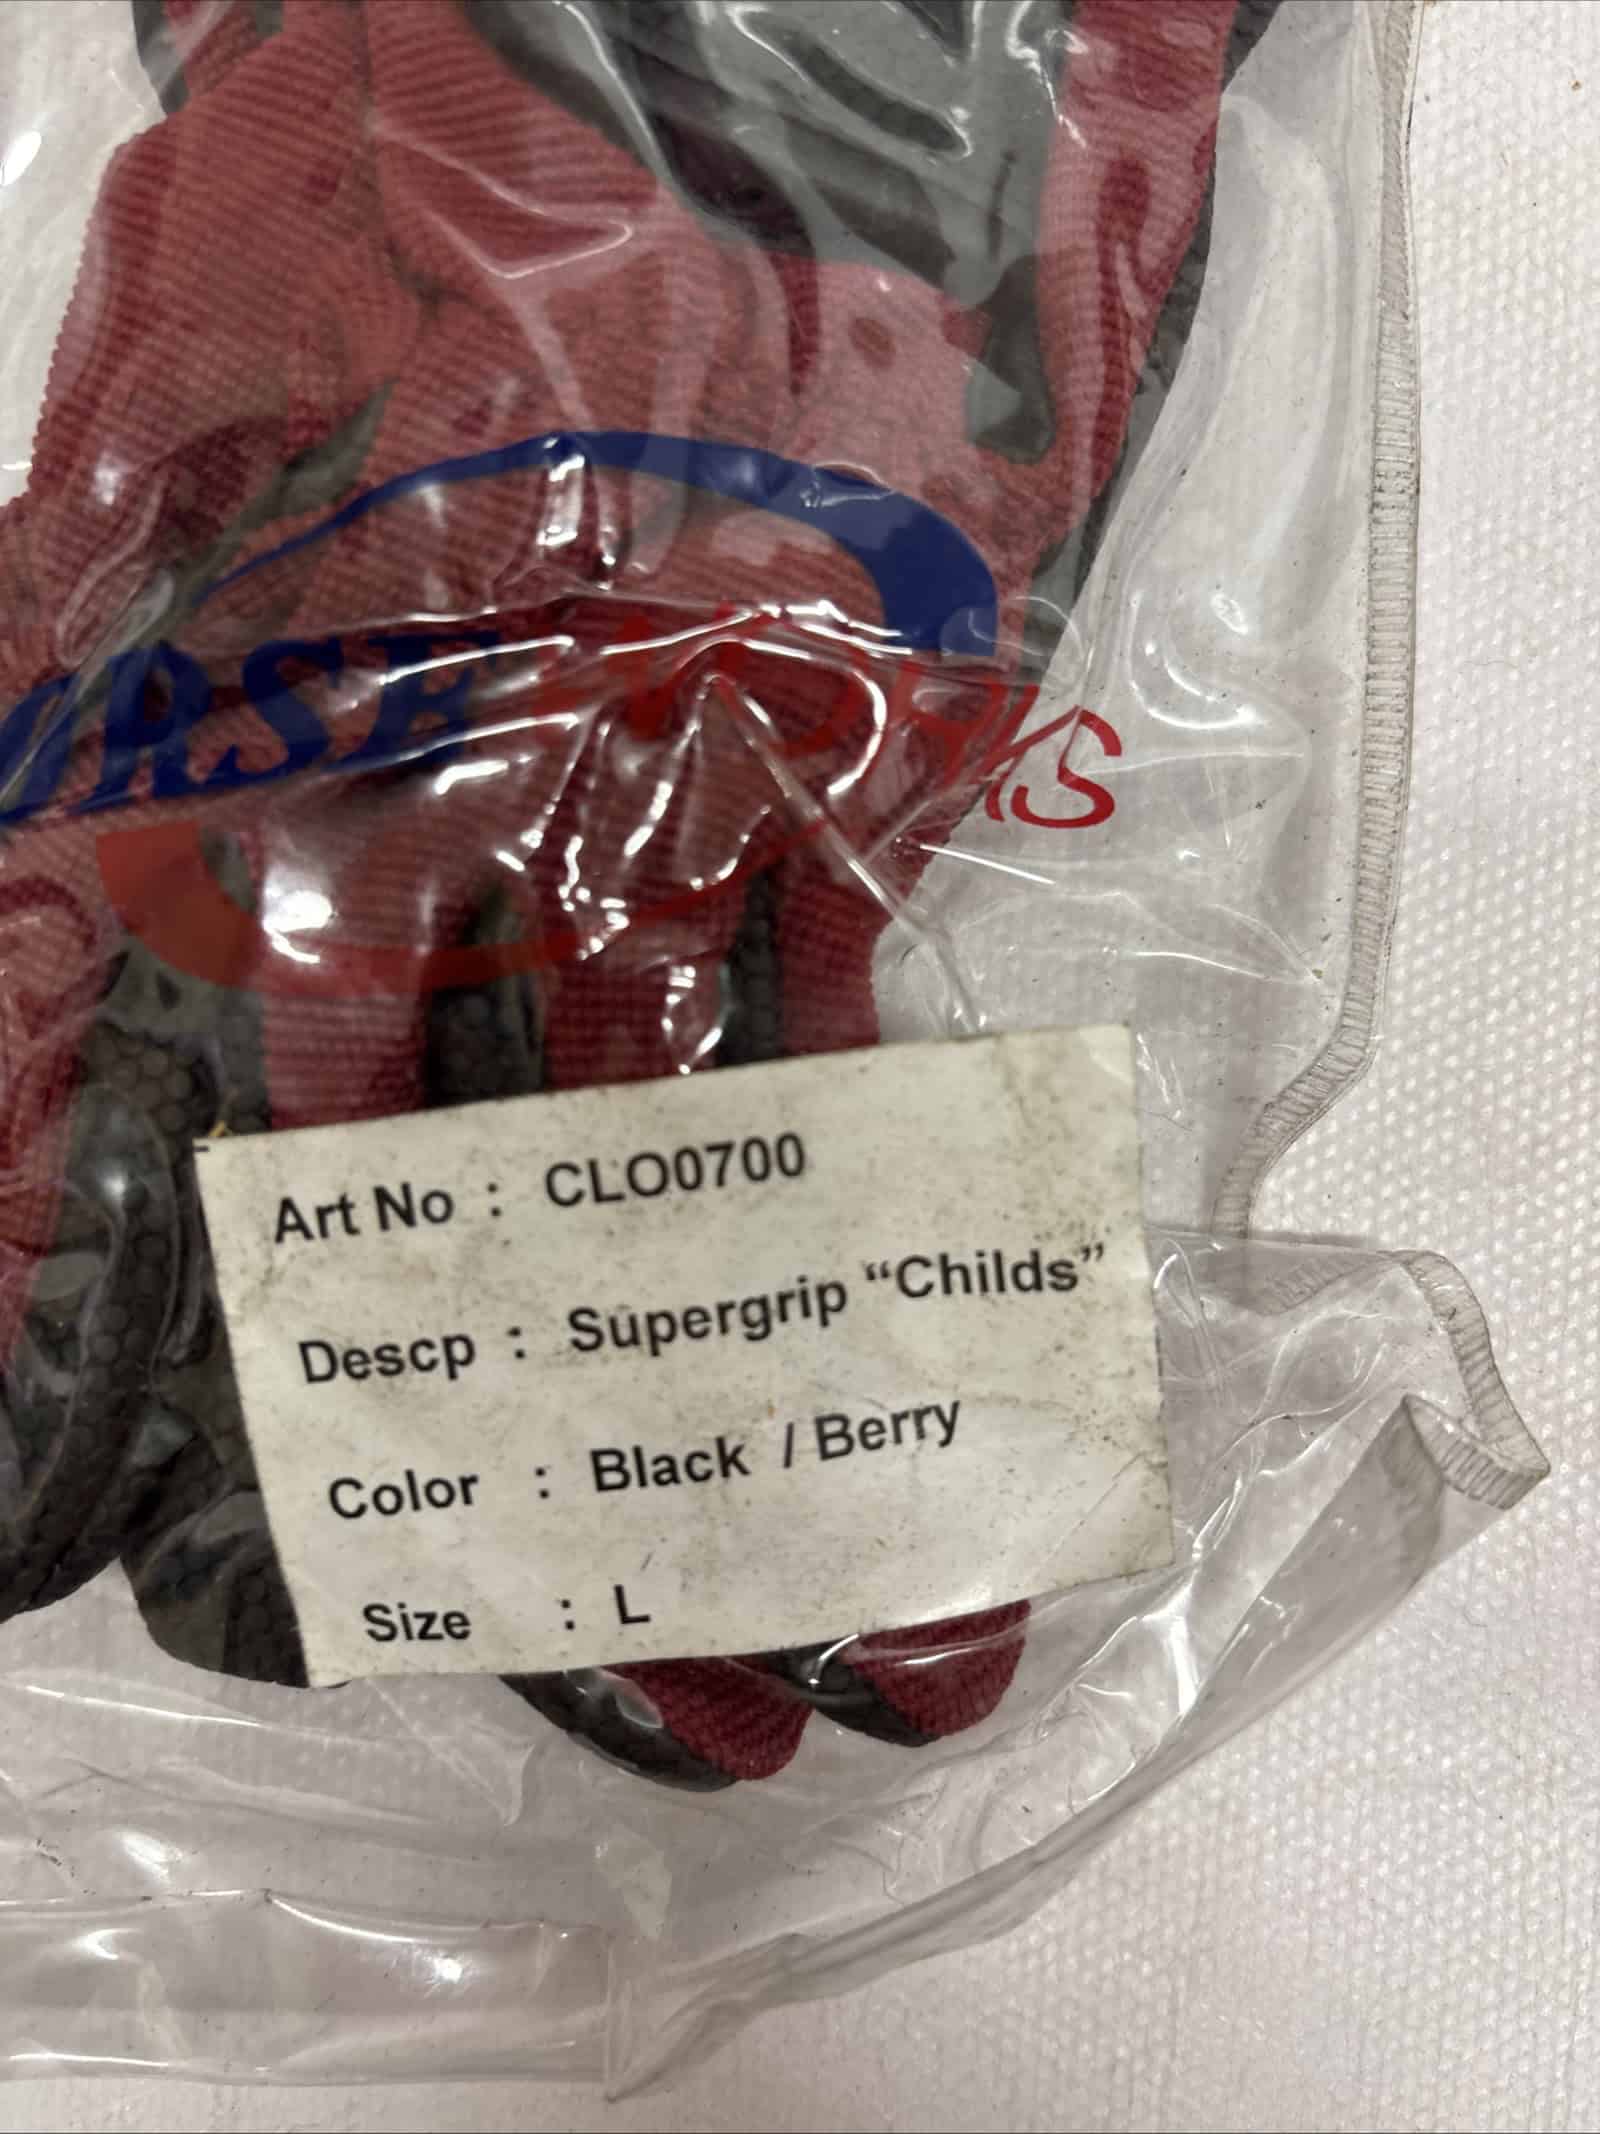 Art No : CLO0700
Descp : Supergrip “Childs”
Color : Black / Berry
Size : L